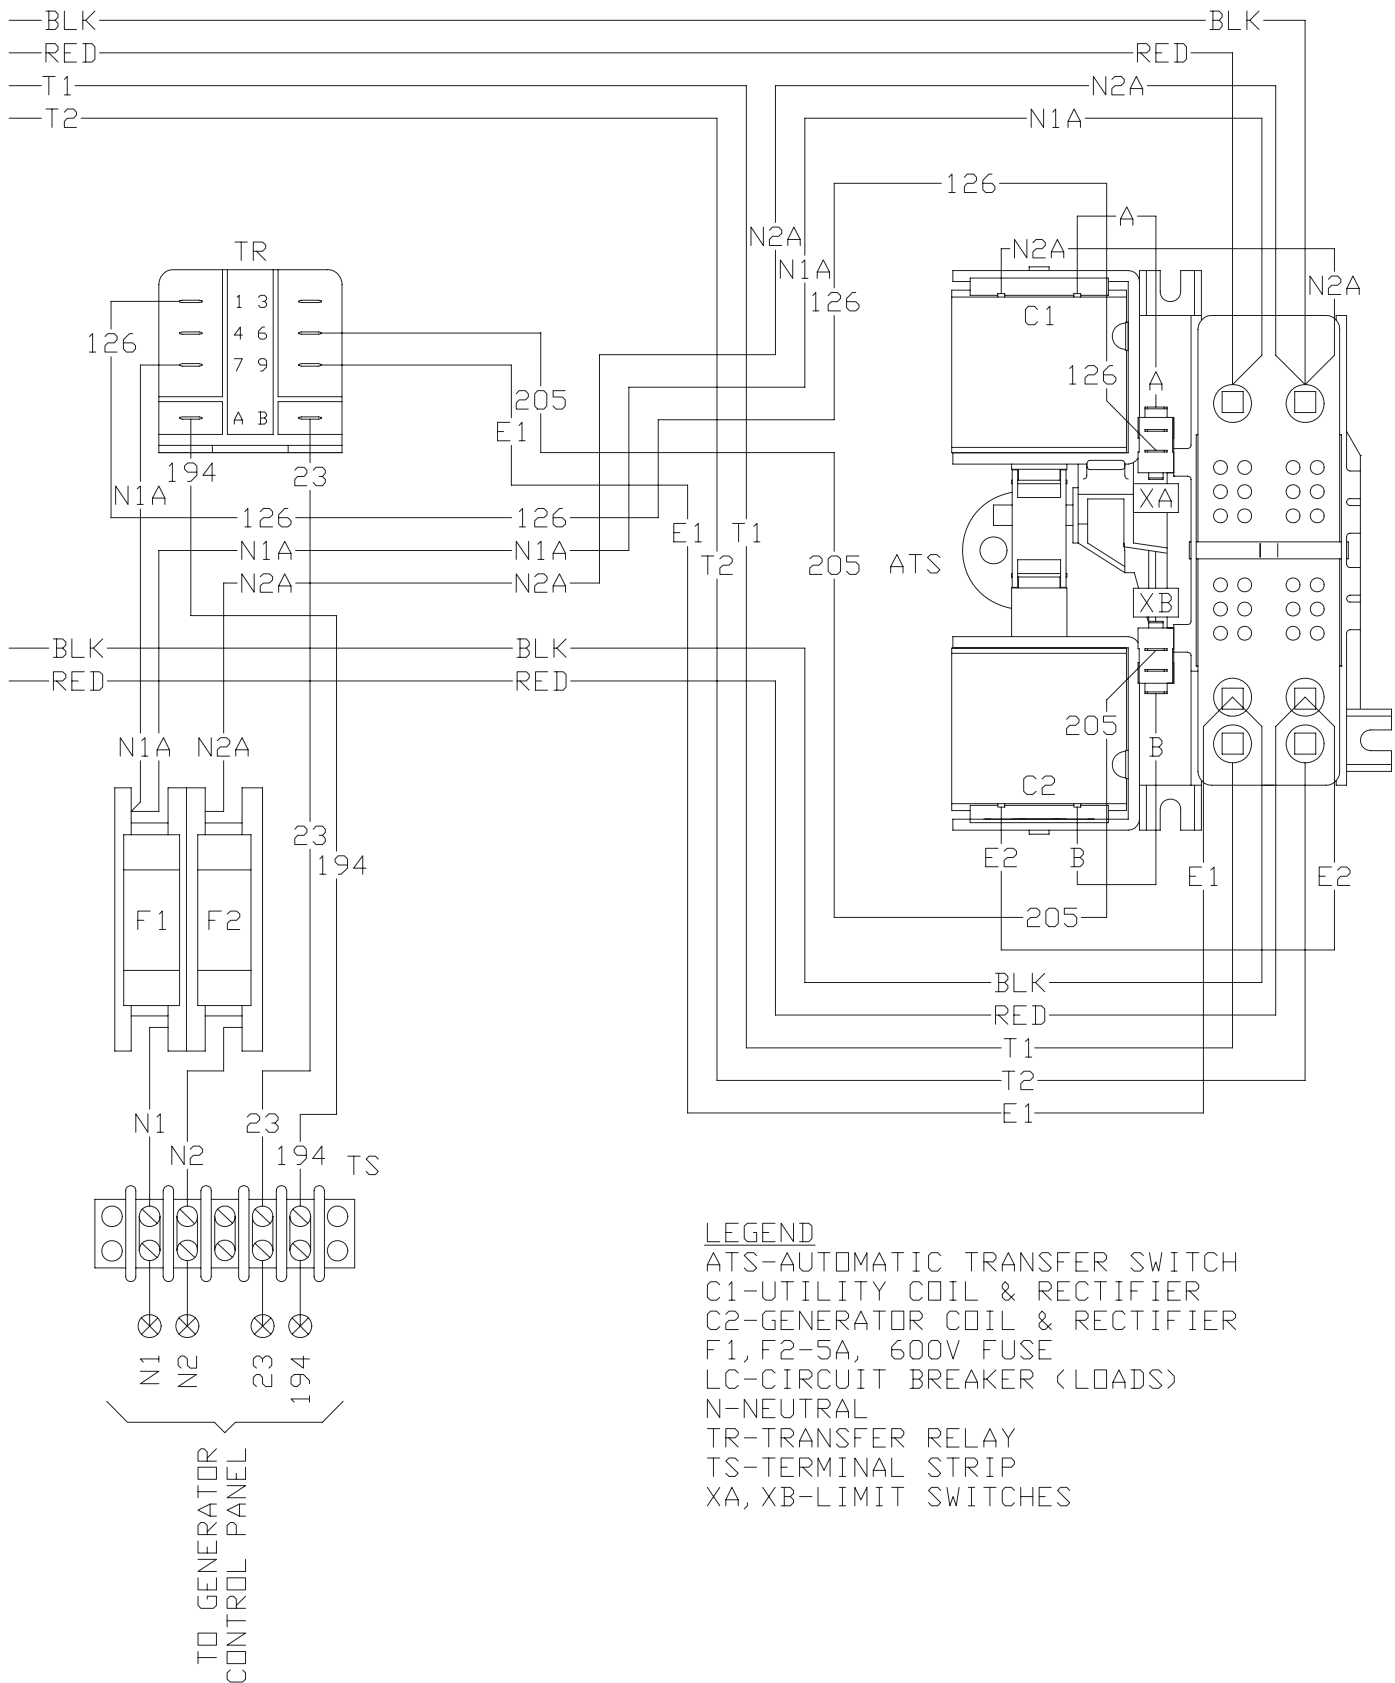 BLK BLK
RED RED
T1 N2A
T2 N1A
126
A
N2A N2A
TR N1A
126 N2A
C1
1 3
4 6
126
7 9
126 A
205
A B
E1
194 23
N1A XA
126 126
E1 T1
N1A N1A
T2 205 ATS
N2A N2A
XB
BLK BLK
RED RED
205
N1A N2A B
C2
23
194 E2 B E1 E2
F1 F2 205
BLK
RED
T1
T2
N1 23 E1
N2 194 TS
LEGEND
ATS-AUTOMATIC TRANSFER SWITCH
C1-UTILITY COIL & RECTIFIER
C2-GENERATOR COIL & RECTIFIER
F1,F2-5A, 600V FUSE
LC-CIRCUIT BREAKER (LOADS)
N-NEUTRAL
TR-TRANSFER RELAY
TS-TERMINAL STRIP
XA,XB-LIMIT SWITCHES
N1 N2 23 194
TO GENERATOR
CONTROL PANEL